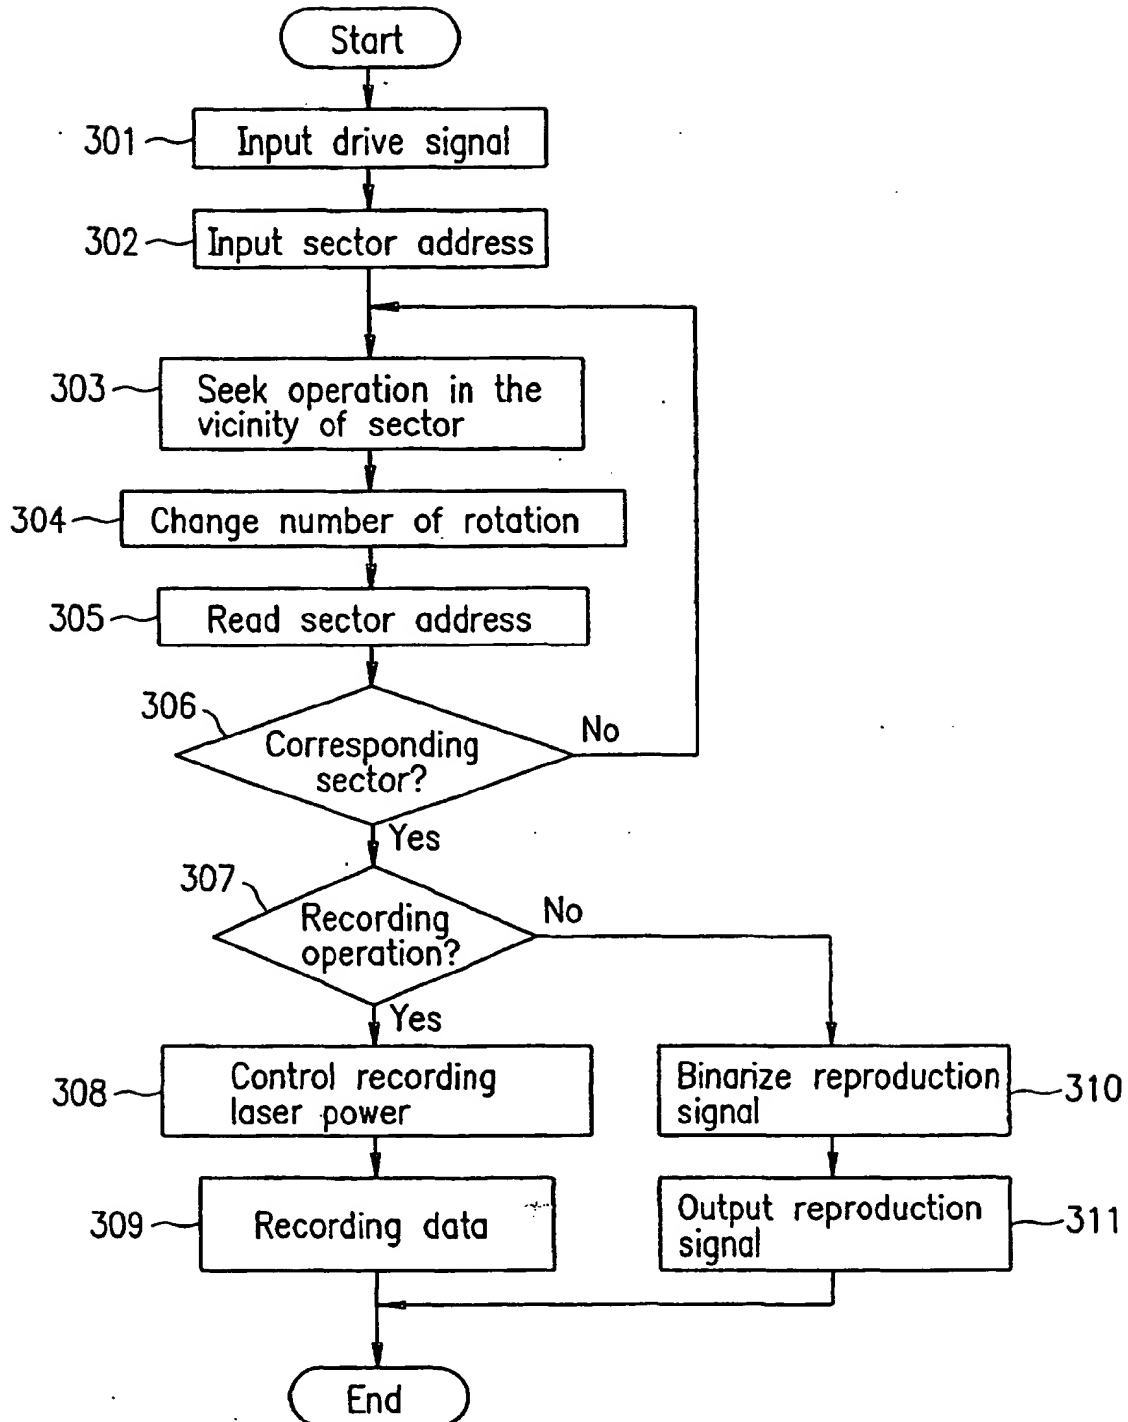 Start
301
Input drive signal
302
Input sector address
303
Seek operation in the
vicinity of sector
304
Change number of rotation
305
Read sector address
306
Corresponding
sector?
No
Yes
307
Recording
operation?
No
Yes
308
Control recording
laser power
Binarize reproduction
signal
310
309
Recording data
Output reproduction
signal
311
End